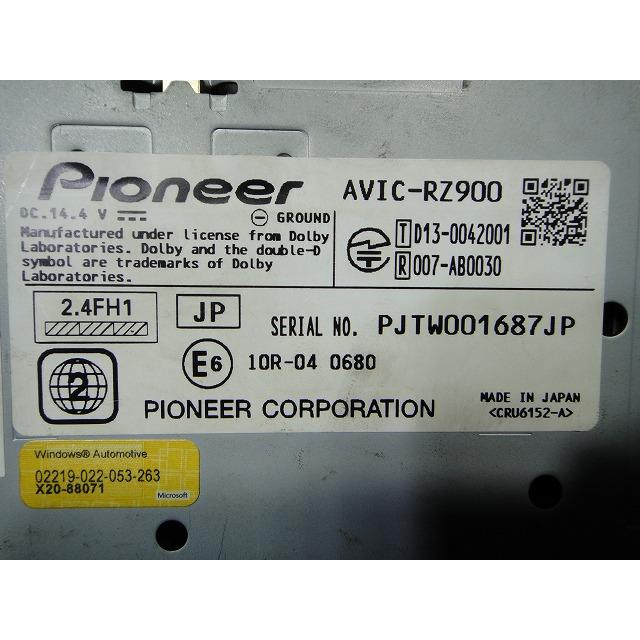 Pioneer AVIC-RZ900
DC.14.4 V ⊖ GROUND
Manufactured under license from Dolby
Laboratories. Dolby and the double-D
symbol are trademarks of Dolby
Laboratories.
T D13-0042001
R 007-AB0030
2.4FH1 JP SERIAL NO. PJTW001687JP
2 E6 10R-04 0680
PIONEER CORPORATION
MADE IN JAPAN
<CRU6152-A>
Windows® Automotive
02219-022-053-263
X20-88071
Microsoft